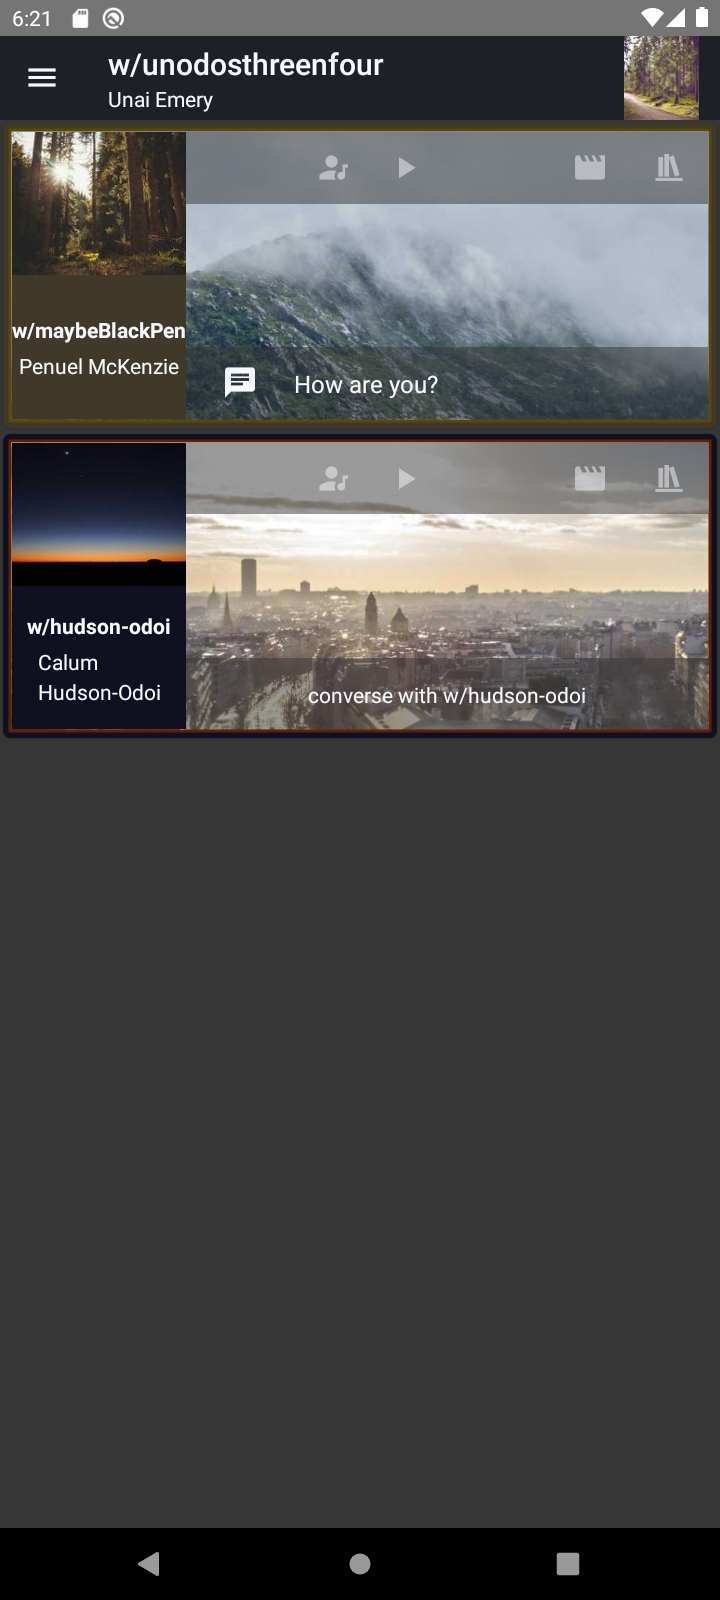 6:21
w/unodosthreenfour
Unai Emery
w/maybeBlackPen
Penuel McKenzie
How are you?
w/hudson-odoi
Calum
Hudson-Odoi
converse with w/hudson-odoi